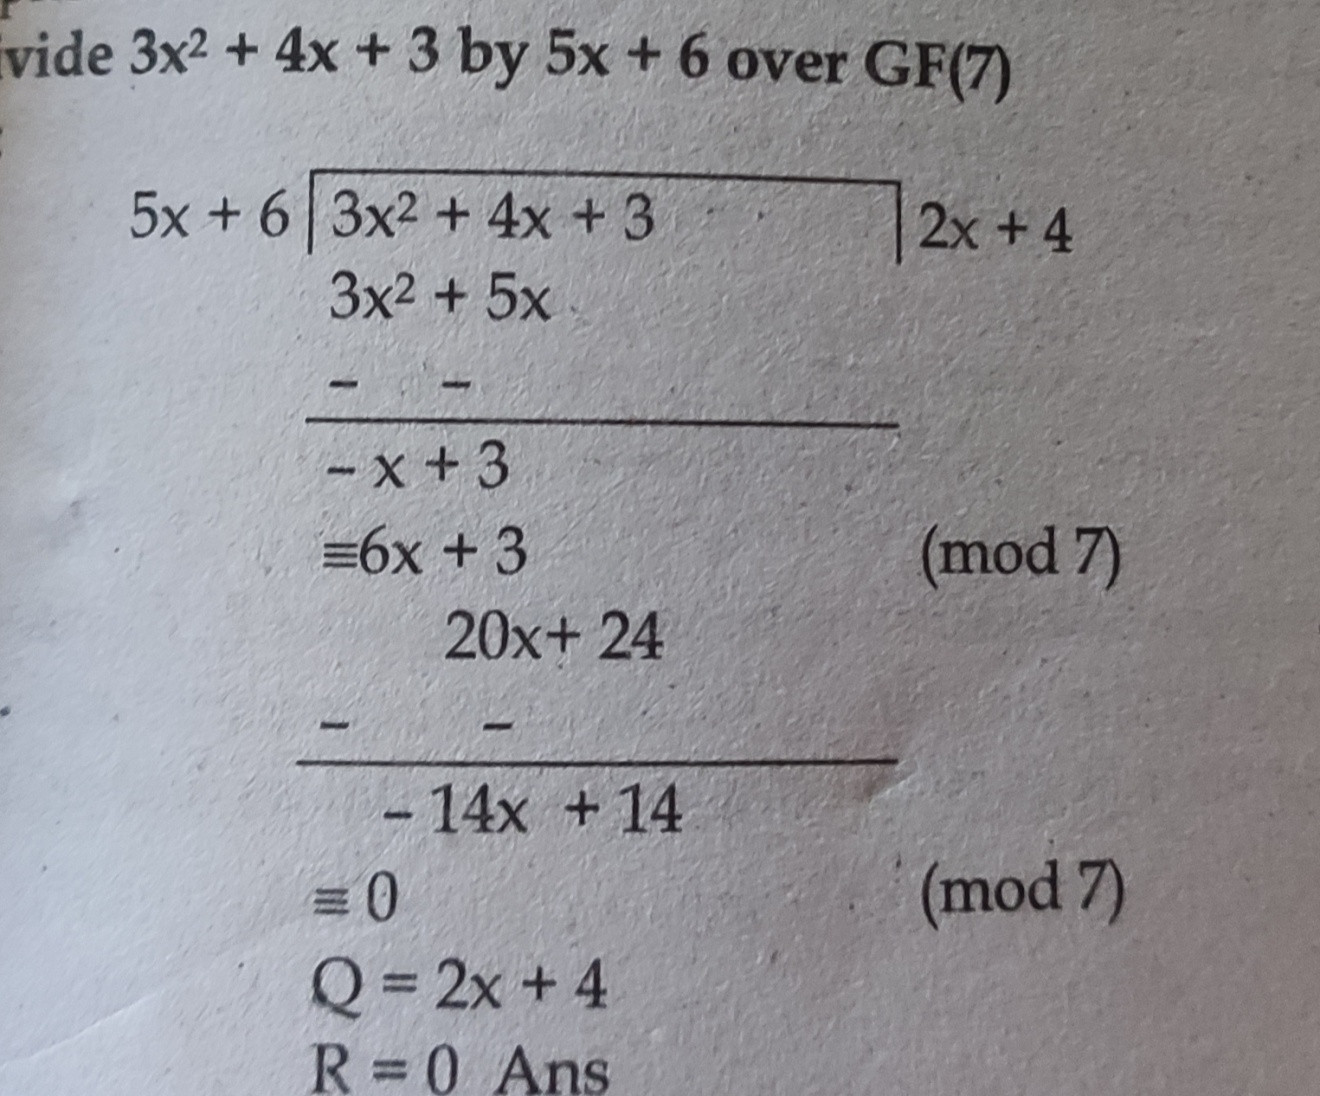 vide 3x² + 4x + 3 by 5x + 6 over GF(7)
5x + 6 3x² + 4x + 3 2x + 4
3x² + 5x
– –
– x + 3
≡6x + 3 (mod 7)
20x+ 24
– –
– 14x + 14
≡ 0 (mod 7)
Q = 2x + 4
R = 0 Ans